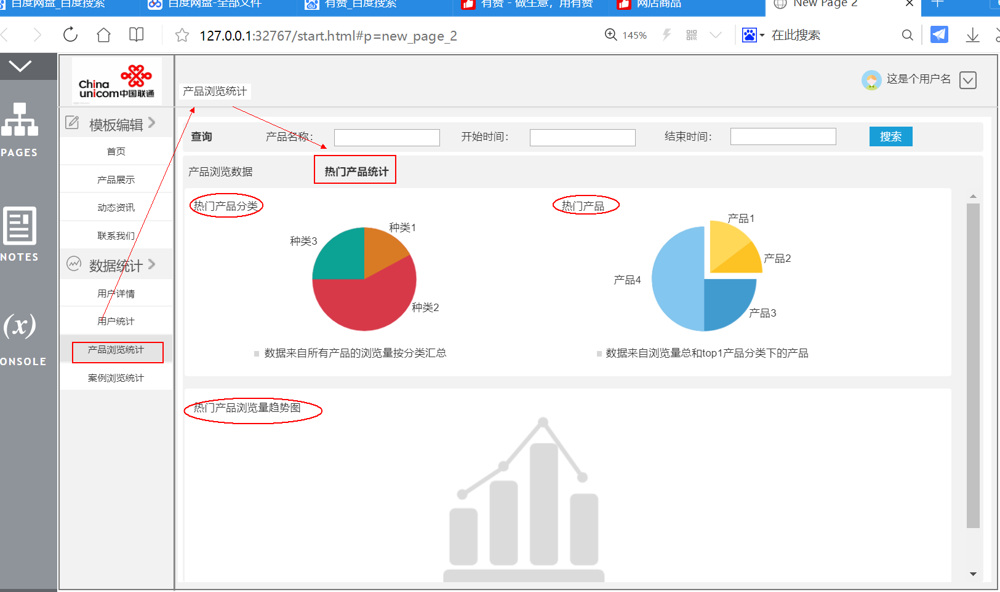 百度网盘_百度搜索
百度网盘-全部文件
有赞_百度搜索
有赞 - 做生意，用有赞
网店商品
New Page 2
127.0.0.1:32767/start.html#p=new_page_2
145%
在此搜索
China
unicom中国联通
产品浏览统计
这是个用户名
PAGES
NOTES
(x)
ONSOLE
模板编辑
首页
产品展示
动态资讯
联系我们
数据统计
用户详情
用户统计
产品浏览统计
案例浏览统计
查询
产品名称：
开始时间：
结束时间：
搜索
产品浏览数据
热门产品统计
热门产品分类
种类1
种类3
种类2
数据来自所有产品的浏览量按分类汇总
热门产品
产品1
产品2
产品4
产品3
数据来自浏览量总和top1产品分类下的产品
热门产品浏览量趋势图